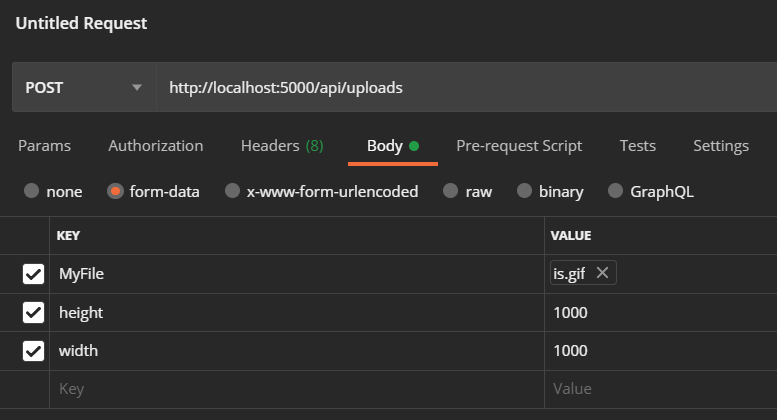 Untitled Request
POST http://localhost:5000/api/uploads
Params Authorization Headers (8) Body Pre-request Script Tests Settings
none form-data x-www-form-urlencoded raw binary GraphQL
KEY VALUE
MyFile is.gif
height 1000
width 1000
Key Value